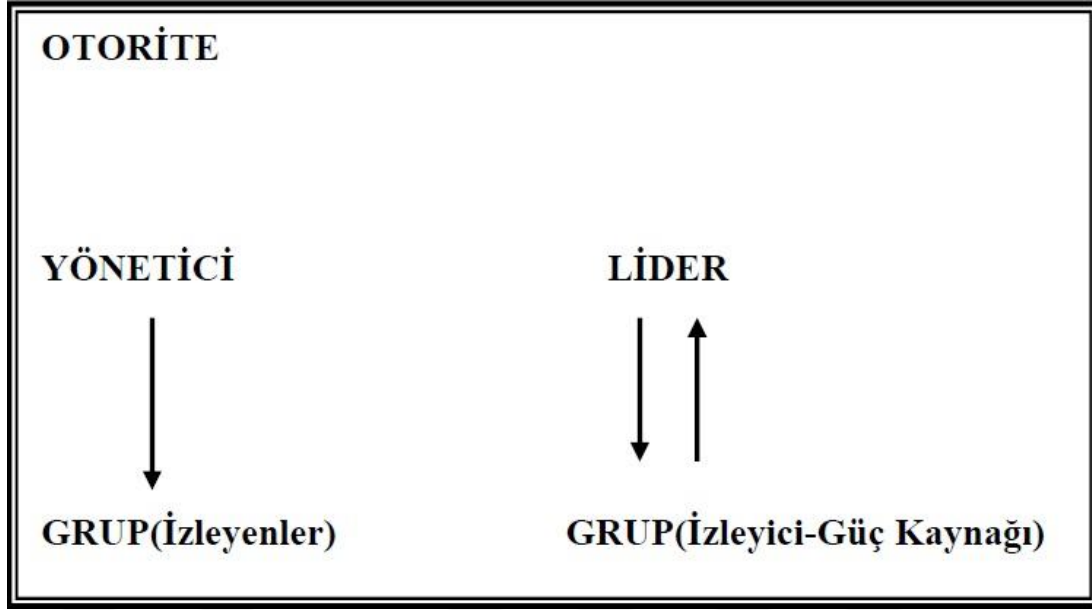 OTORİTE
YÖNETİCİ LİDER
GRUP(İzleyenler) GRUP(İzleyici-Güç Kaynağı)